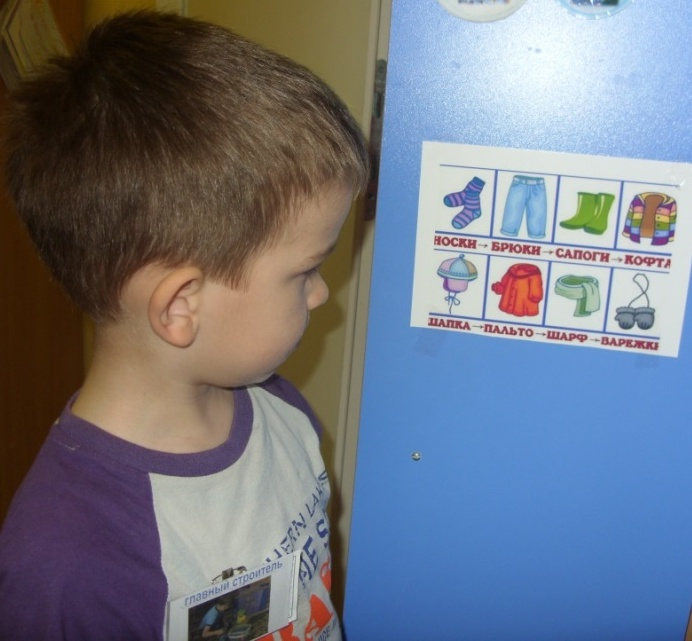 НОСКИ → БРЮКИ → САПОГИ → КОФТА
ШАПКА → ПАЛЬТО → ШАРФ → ВАРЕЖКИ
главный строитель